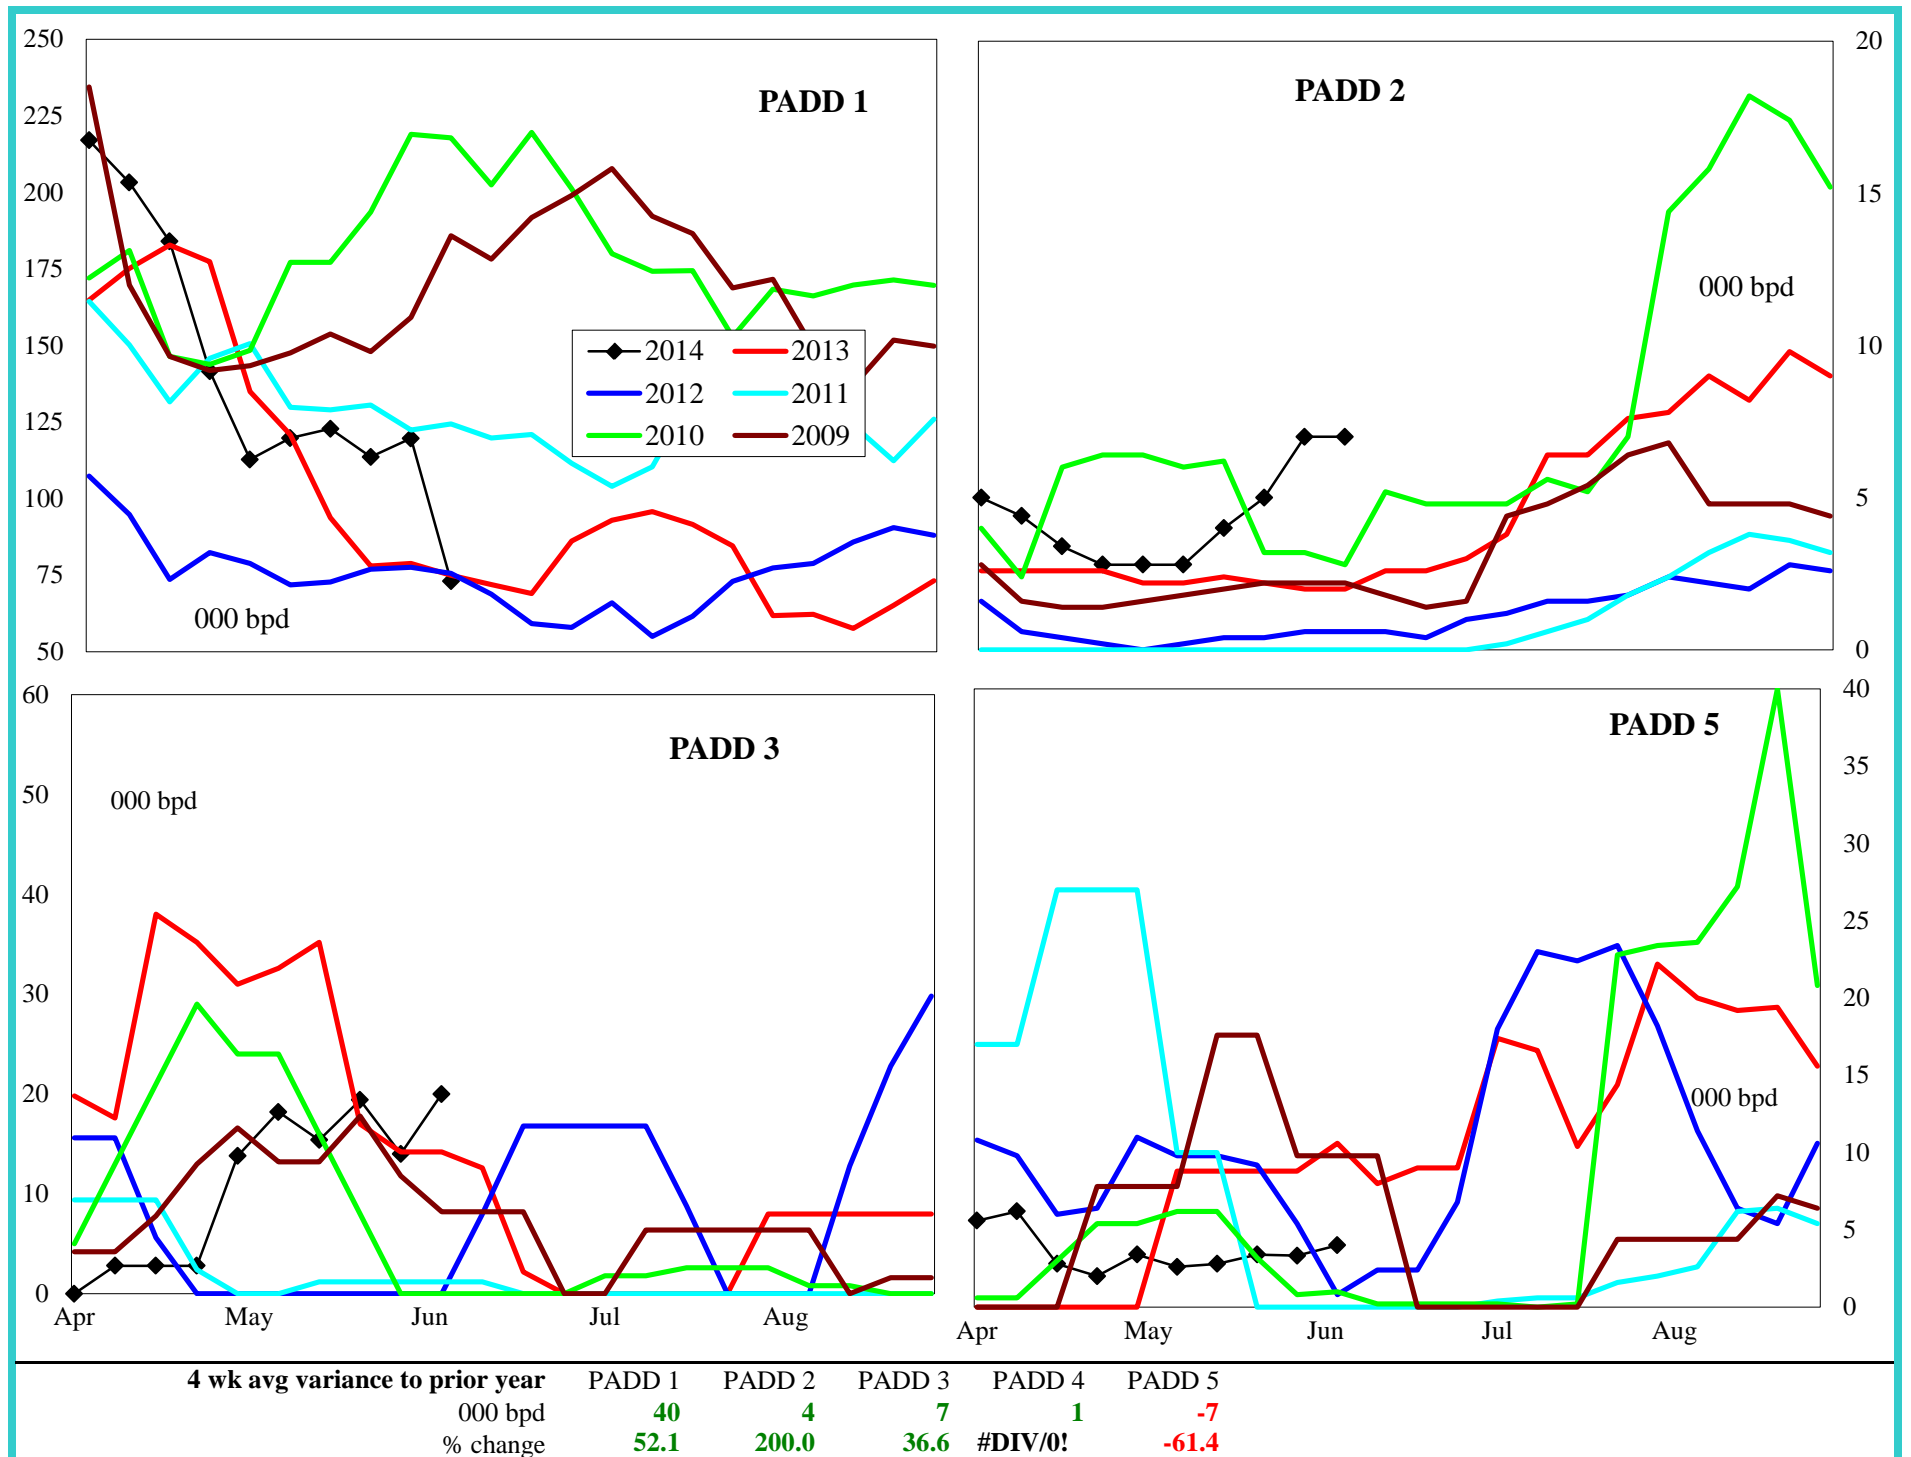 250
225
200
175
150
125
100
75
50
PADD 1
000 bpd
2014 2013
2012 2011
2010 2009
PADD 2
000 bpd
20
15
10
5
0
60
50
40
30
20
10
0
PADD 3
000 bpd
Apr May Jun Jul Aug
PADD 5
000 bpd
40
35
30
25
20
15
10
5
0
Apr May Jun Jul Aug
4 wk avg variance to prior year PADD 1 PADD 2 PADD 3 PADD 4 PADD 5
000 bpd 40 4 7 1 -7
% change 52.1 200.0 36.6 #DIV/0! -61.4